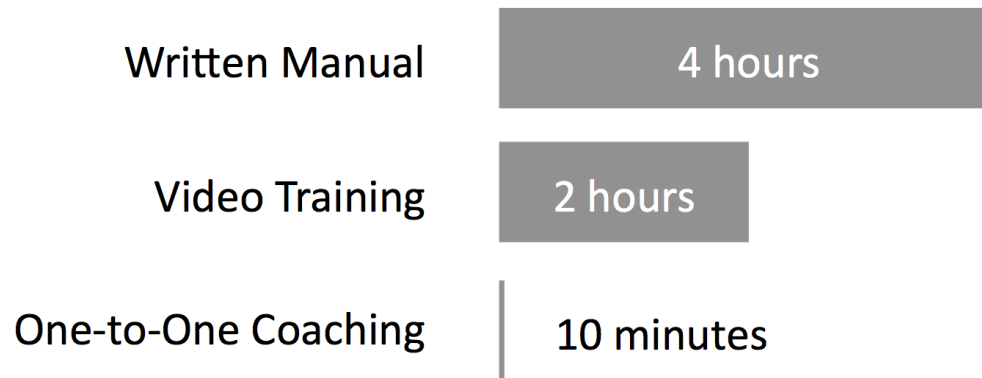 Written Manual 4 hours
Video Training 2 hours
One-to-One Coaching 10 minutes